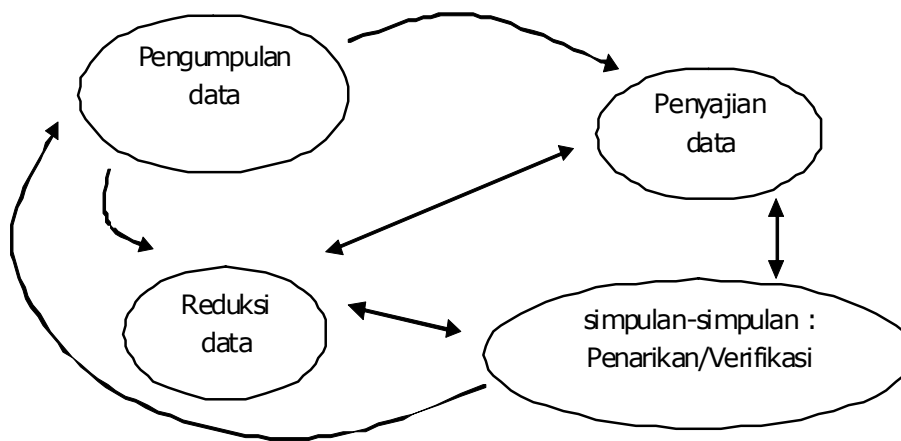 Pengumpulan
data
Penyajian
data
Reduksi
data
simpulan-simpulan :
Penarikan/Verifikasi